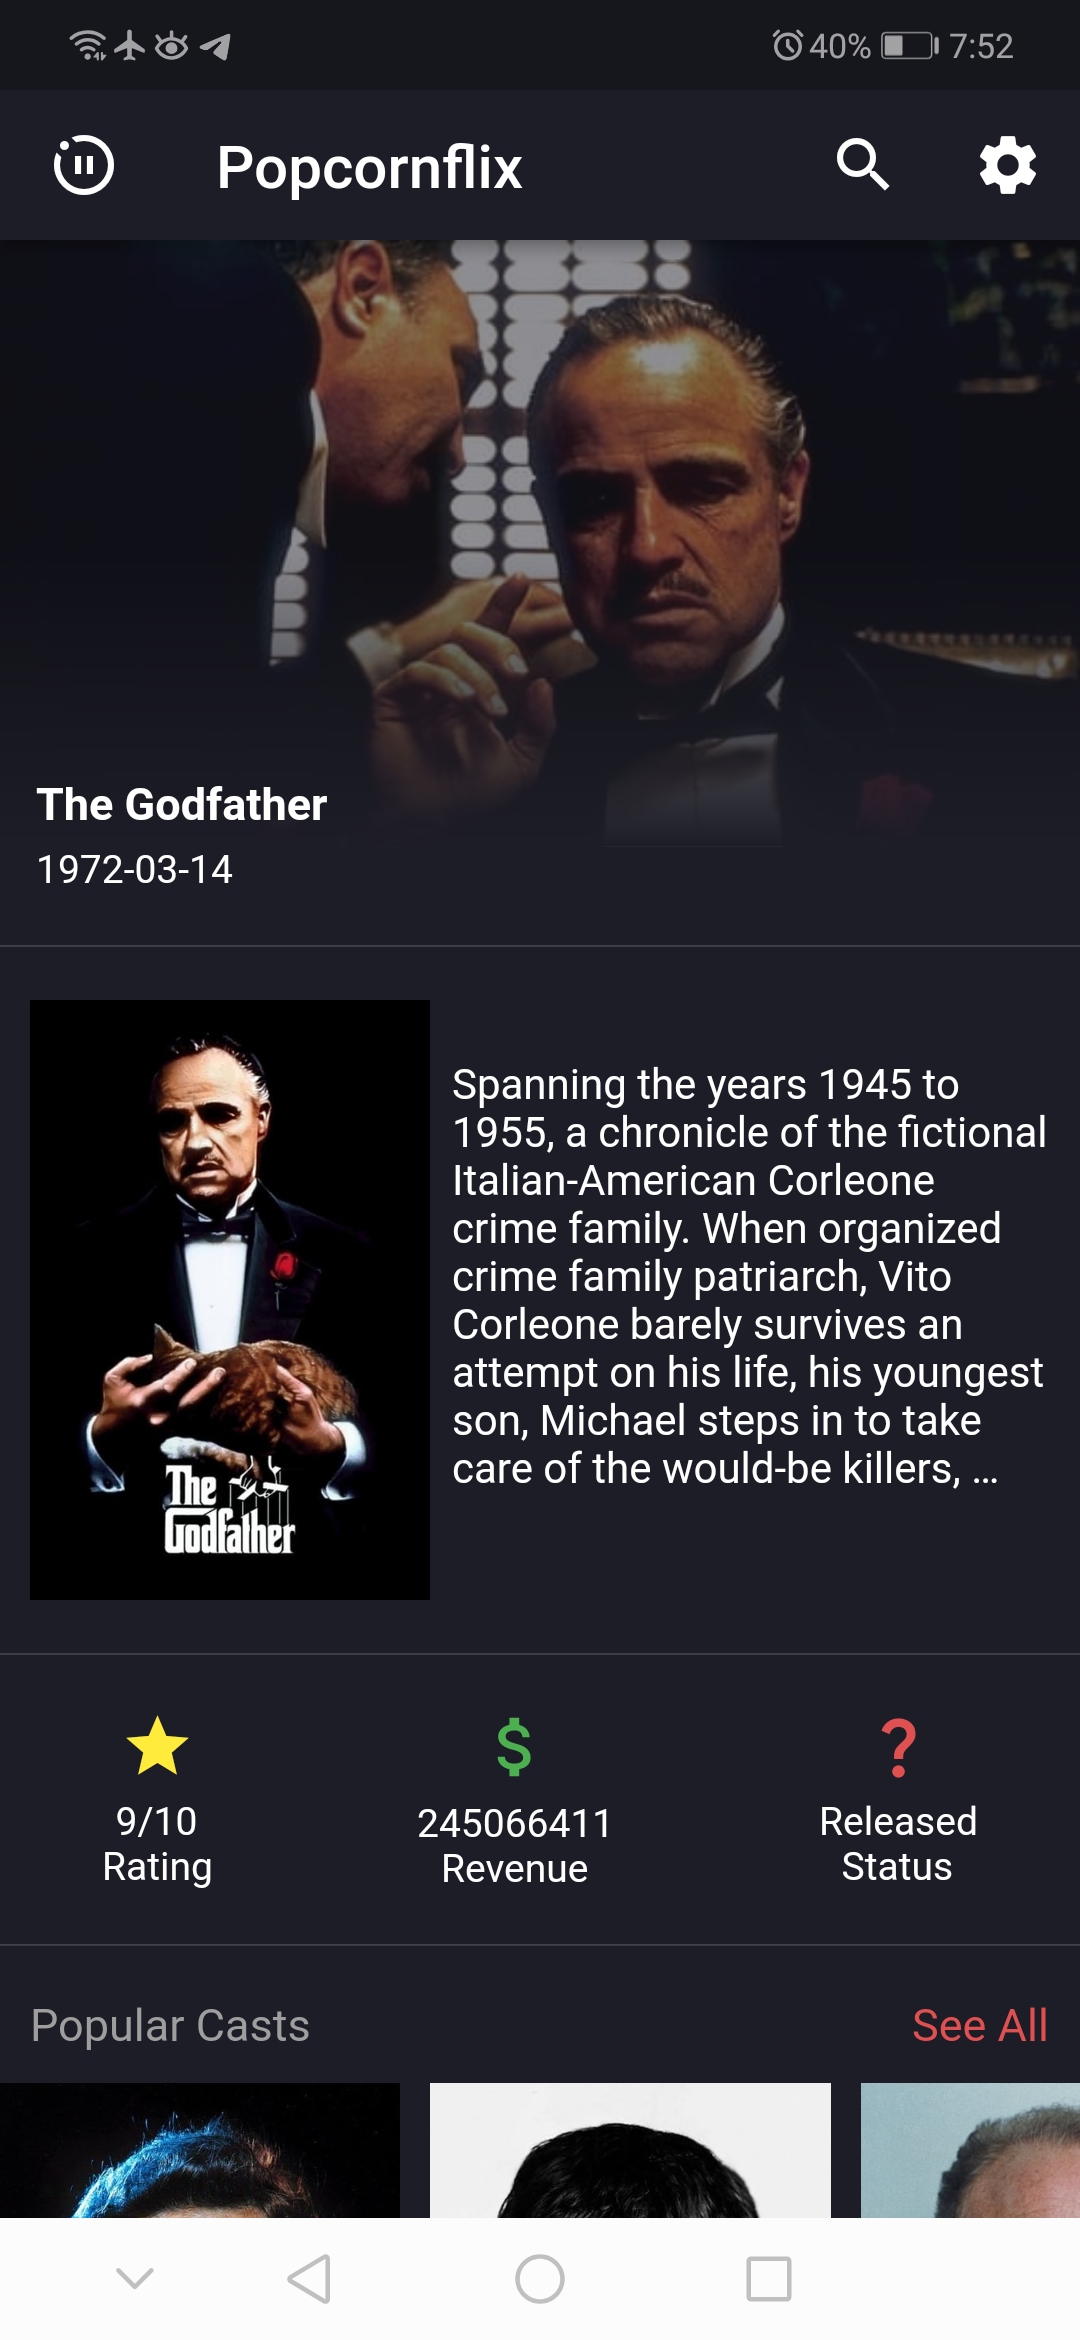 40% 7:52
Popcornflix
The Godfather
1972-03-14
Spanning the years 1945 to
1955, a chronicle of the fictional
Italian-American Corleone
crime family. When organized
crime family patriarch, Vito
Corleone barely survives an
attempt on his life, his youngest
son, Michael steps in to take
care of the would-be killers, ...
The
Godfather
9/10
Rating
245066411
Revenue
Released
Status
Popular Casts
See All